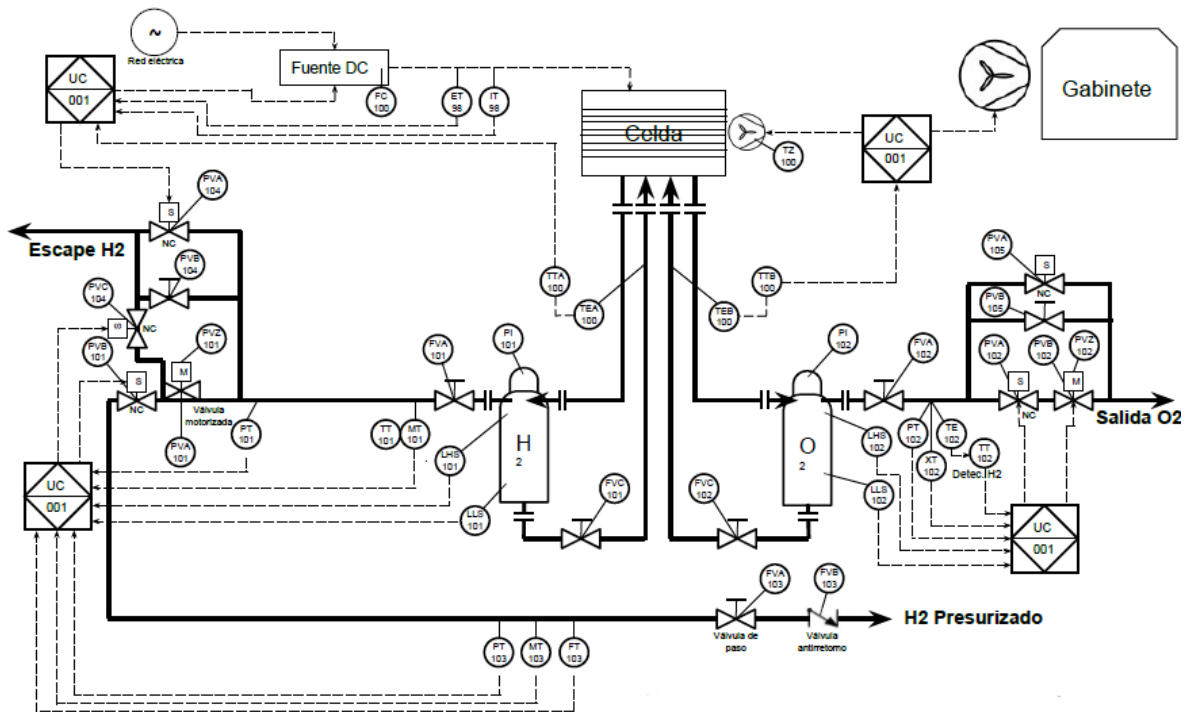 ~
Red eléctrica
Fuente DC
FC
100
ET
98
IT
98
UC
001
Celda
TZ
100
UC
001
Gabinete
PVA
104
S
NC
Escape H2
PVB
104
PVC
104
S
NC
PVB
101
S
NC
PVZ
101
M
Válvula
motorizada
PVA
101
PT
101
TT
101
MT
101
FVA
101
PI
101
H
2
LHS
101
LLS
101
FVC
101
TTA
100
TEA
100
TEB
100
TTB
100
FVC
102
PI
102
O
2
LHS
102
LLS
102
FVA
102
PVA
105
S
NC
PVB
105
PVA
102
S
NC
PVB
102
PVZ
102
M
Salida O2
PT
102
XT
102
TE
102
TT
102
Detec. H2
UC
001
UC
001
FVA
103
Válvula de
paso
FVB
103
Válvula
antirretorno
H2 Presurizado
PT
103
MT
103
FT
103